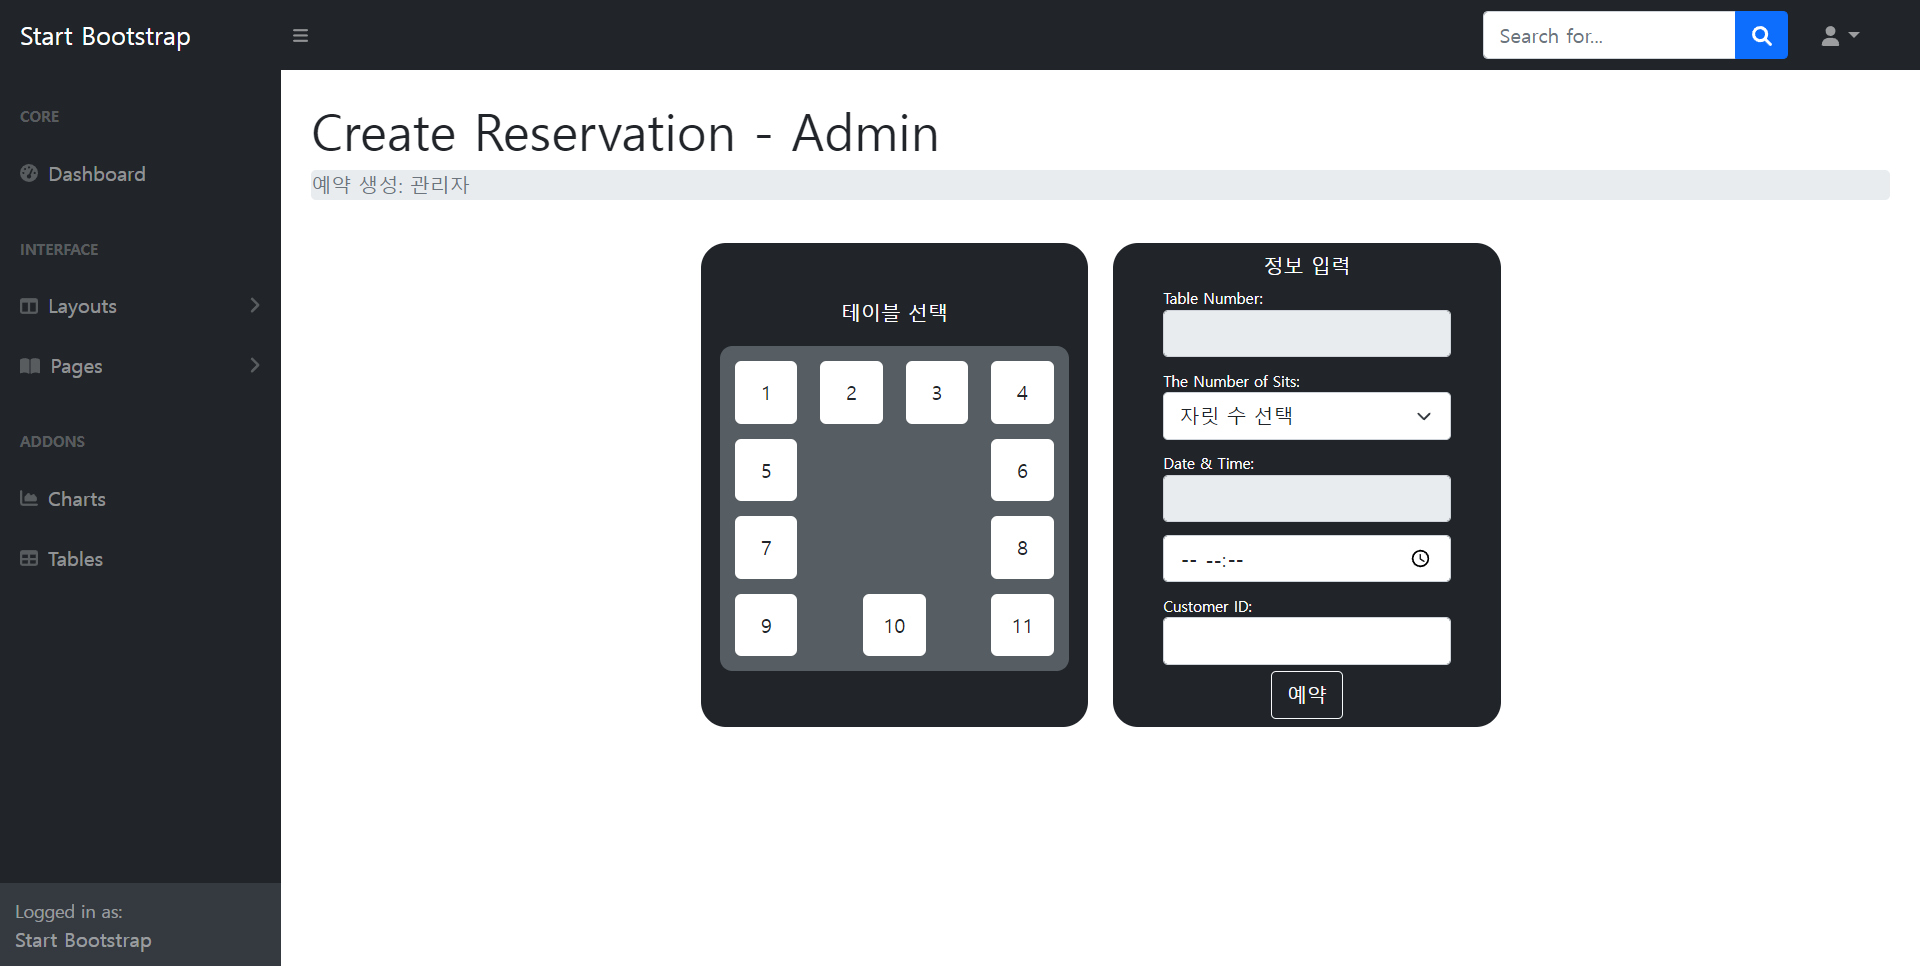 Start Bootstrap
Search for...
CORE
Dashboard
INTERFACE
Layouts
Pages
ADDONS
Charts
Tables
Logged in as:
Start Bootstrap
Create Reservation - Admin
예약 생성: 관리자
테이블 선택
1 2 3 4
5 6
7 8
9 10 11
정보 입력
Table Number:
The Number of Sits:
자릿 수 선택
Date & Time:
-- --:--
Customer ID:
예약